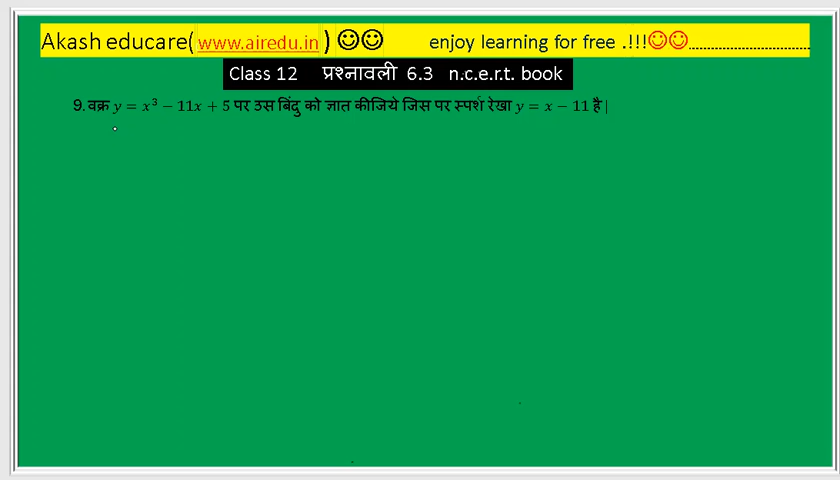 Akash educare( www.airedu.in ) ☺☺ enjoy learning for free .!!!☺☺................................
Class 12 प्रश्नावली 6.3 n.c.e.r.t. book
9. वक्र y = x³ − 11x + 5 पर उस बिंदु को ज्ञात कीजिये जिस पर स्पर्श रेखा y = x − 11 है |